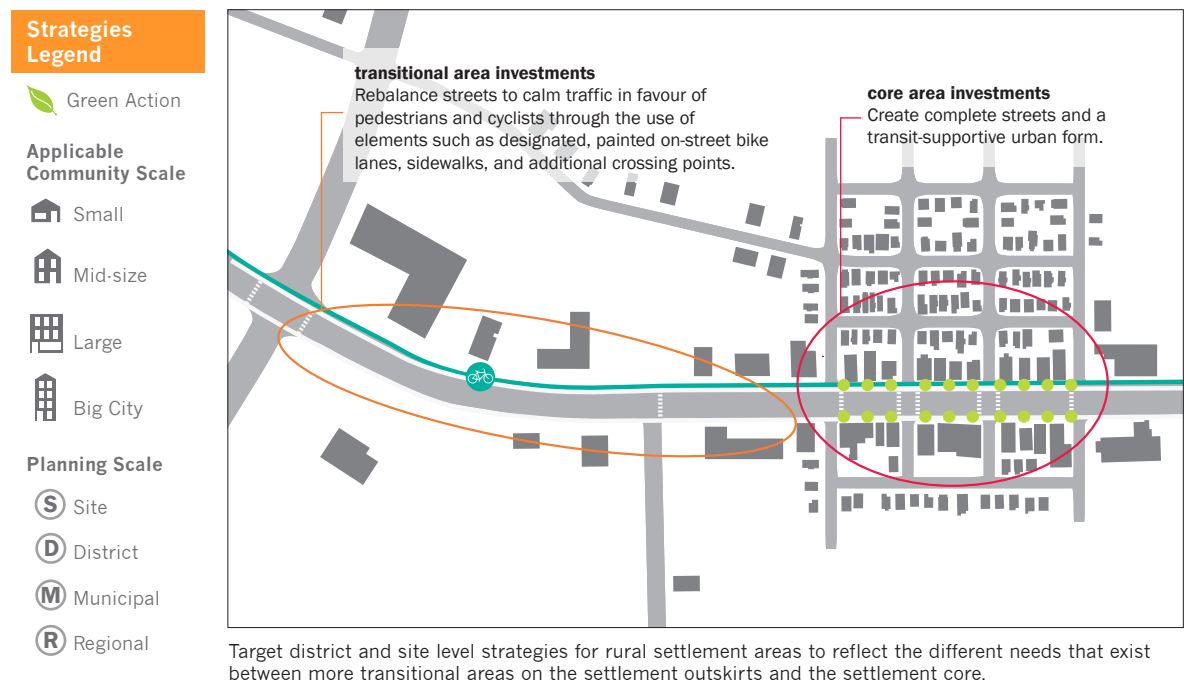 Strategies
Legend
Green Action
Applicable
Community Scale
Small
Mid-size
Large
Big City
Planning Scale
S Site
D District
M Municipal
R Regional
transitional area investments
Rebalance streets to calm traffic in favour of
pedestrians and cyclists through the use of
elements such as designated, painted on-street bike
lanes, sidewalks, and additional crossing points.
core area investments
Create complete streets and a
transit-supportive urban form.
Target district and site level strategies for rural settlement areas to reflect the different needs that exist
between more transitional areas on the settlement outskirts and the settlement core.